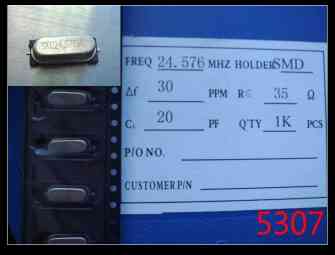 FREQ 24.576 MHZ HOLDER SMD
Δf 30 PPM R≤ 35 Ω
CL 20 PF Q'TY 1K PCS
P/O NO.
CUSTOMER P/N
5307